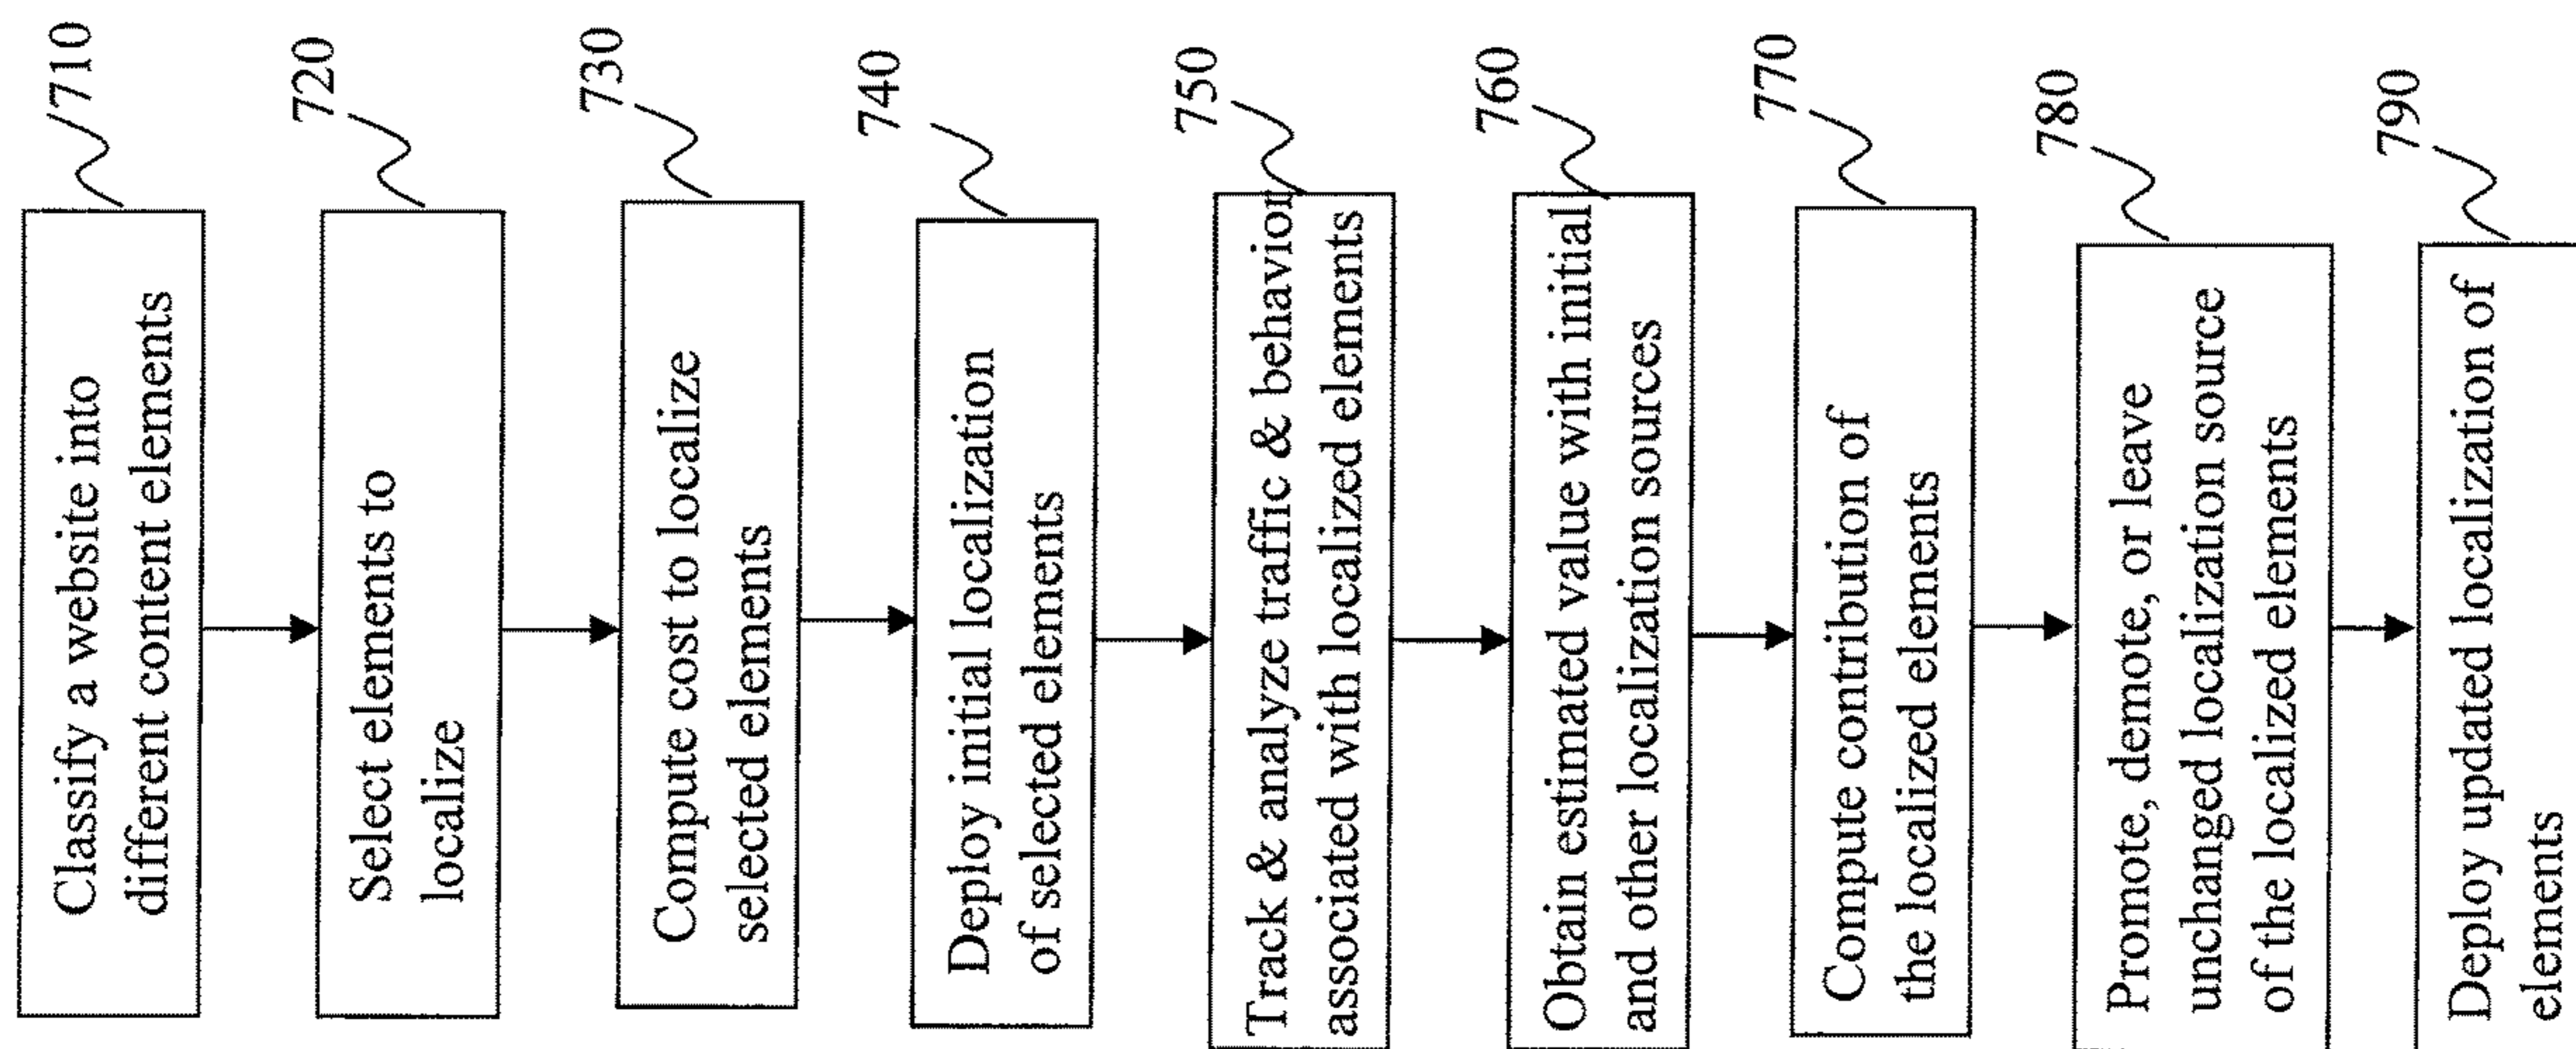 710
Classify a website into
different content elements
720
Select elements to
localize
730
Compute cost to localize
selected elements
740
Deploy initial localization
of selected elements
750
Track & analyze traffic & behavior
associated with localized elements
760
Obtain estimated value with initial
and other localization sources
770
Compute contribution of
the localized elements
780
Promote, demote, or leave
unchanged localization source
of the localized elements
790
Deploy updated localization of
elements